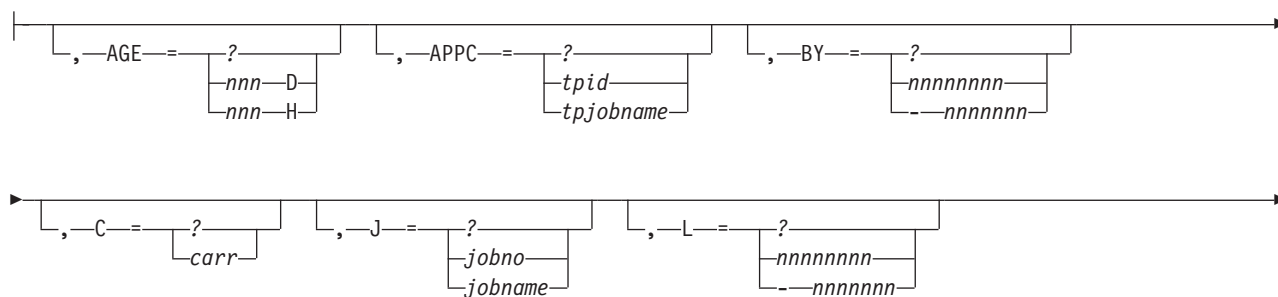 , AGE = ? , APPC = ? , BY = ?
nnn D tpid nnnnnnnn
nnn H tpjobname - nnnnnnn
, C = ? , J = ? , L = ?
carr jobno nnnnnnnn
jobname - nnnnnnn